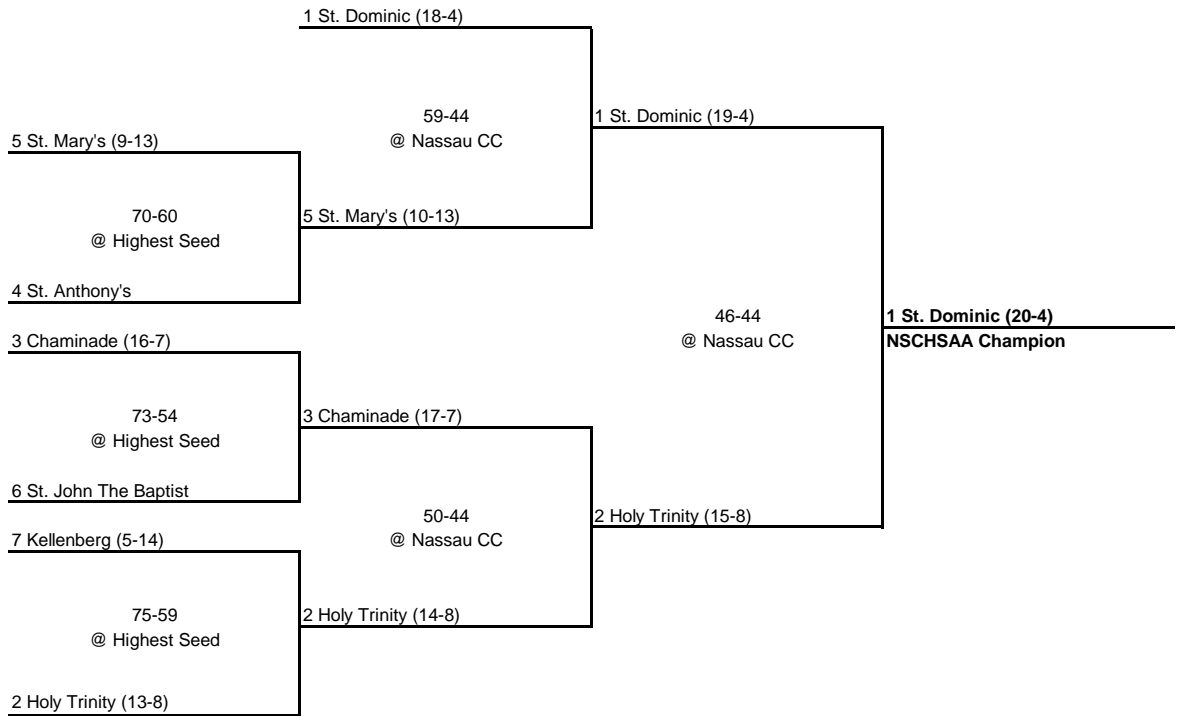 1 St. Dominic (18-4)
59-44
@ Nassau CC
1 St. Dominic (19-4)
5 St. Mary's (9-13)
70-60
@ Highest Seed
5 St. Mary's (10-13)
4 St. Anthony's
46-44
@ Nassau CC
1 St. Dominic (20-4)
NSCHSAA Champion
3 Chaminade (16-7)
73-54
@ Highest Seed
3 Chaminade (17-7)
6 St. John The Baptist
50-44
@ Nassau CC
2 Holy Trinity (15-8)
7 Kellenberg (5-14)
75-59
@ Highest Seed
2 Holy Trinity (14-8)
2 Holy Trinity (13-8)